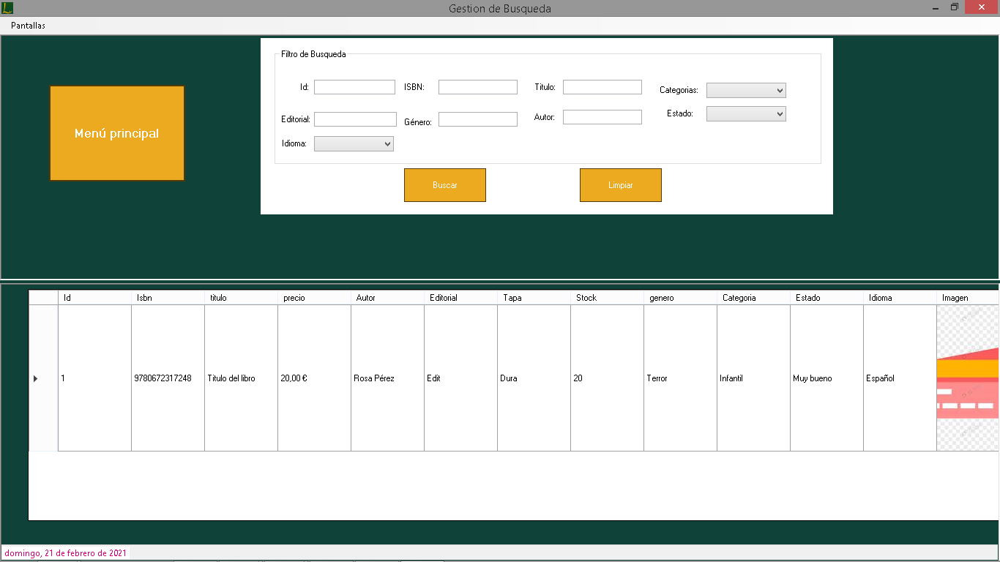 Gestion de Busqueda
Pantallas
Menú principal
Filtro de Busqueda
Id: ISBN: Titulo: Categorias:
Editorial: Género: Autor: Estado:
Idioma:
Buscar Limpiar
Id Isbn titulo precio Autor Editorial Tapa Stock genero Categoria Estado Idioma Imagen
1 9780672317248 Titulo del libro 20,00 € Rosa Pérez Edit Dura 20 Terror Infantil Muy bueno Español
domingo, 21 de febrero de 2021